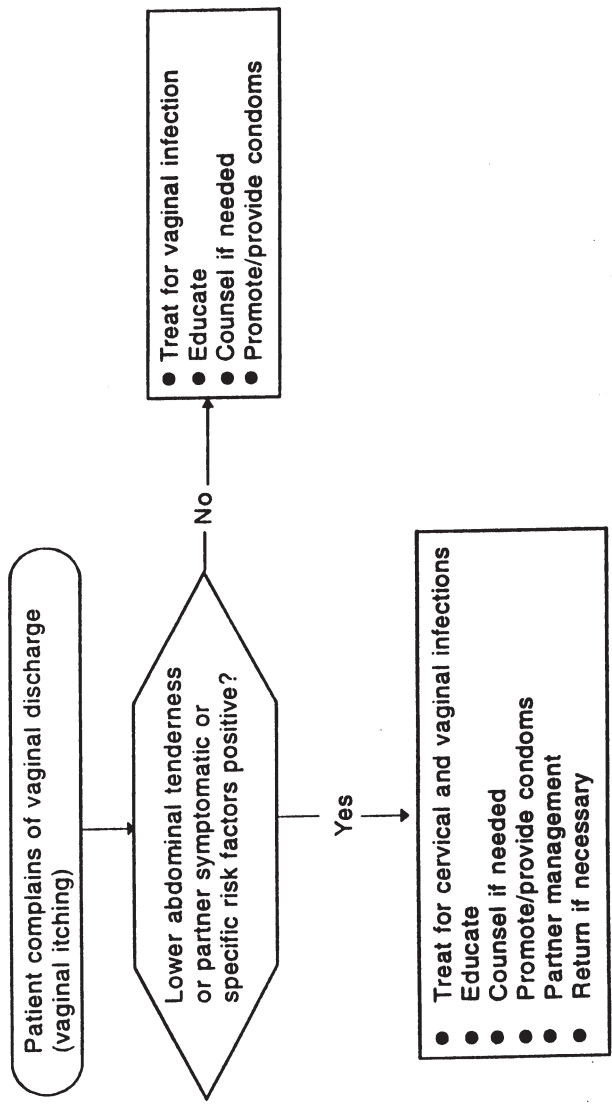 Patient complains of vaginal discharge
(vaginal itching)
Lower abdominal tenderness
or partner symptomatic or
specific risk factors positive?
No
● Treat for vaginal infection
● Educate
● Counsel if needed
● Promote/provide condoms
Yes
● Treat for cervical and vaginal infections
● Educate
● Counsel if needed
● Promote/provide condoms
● Partner management
● Return if necessary